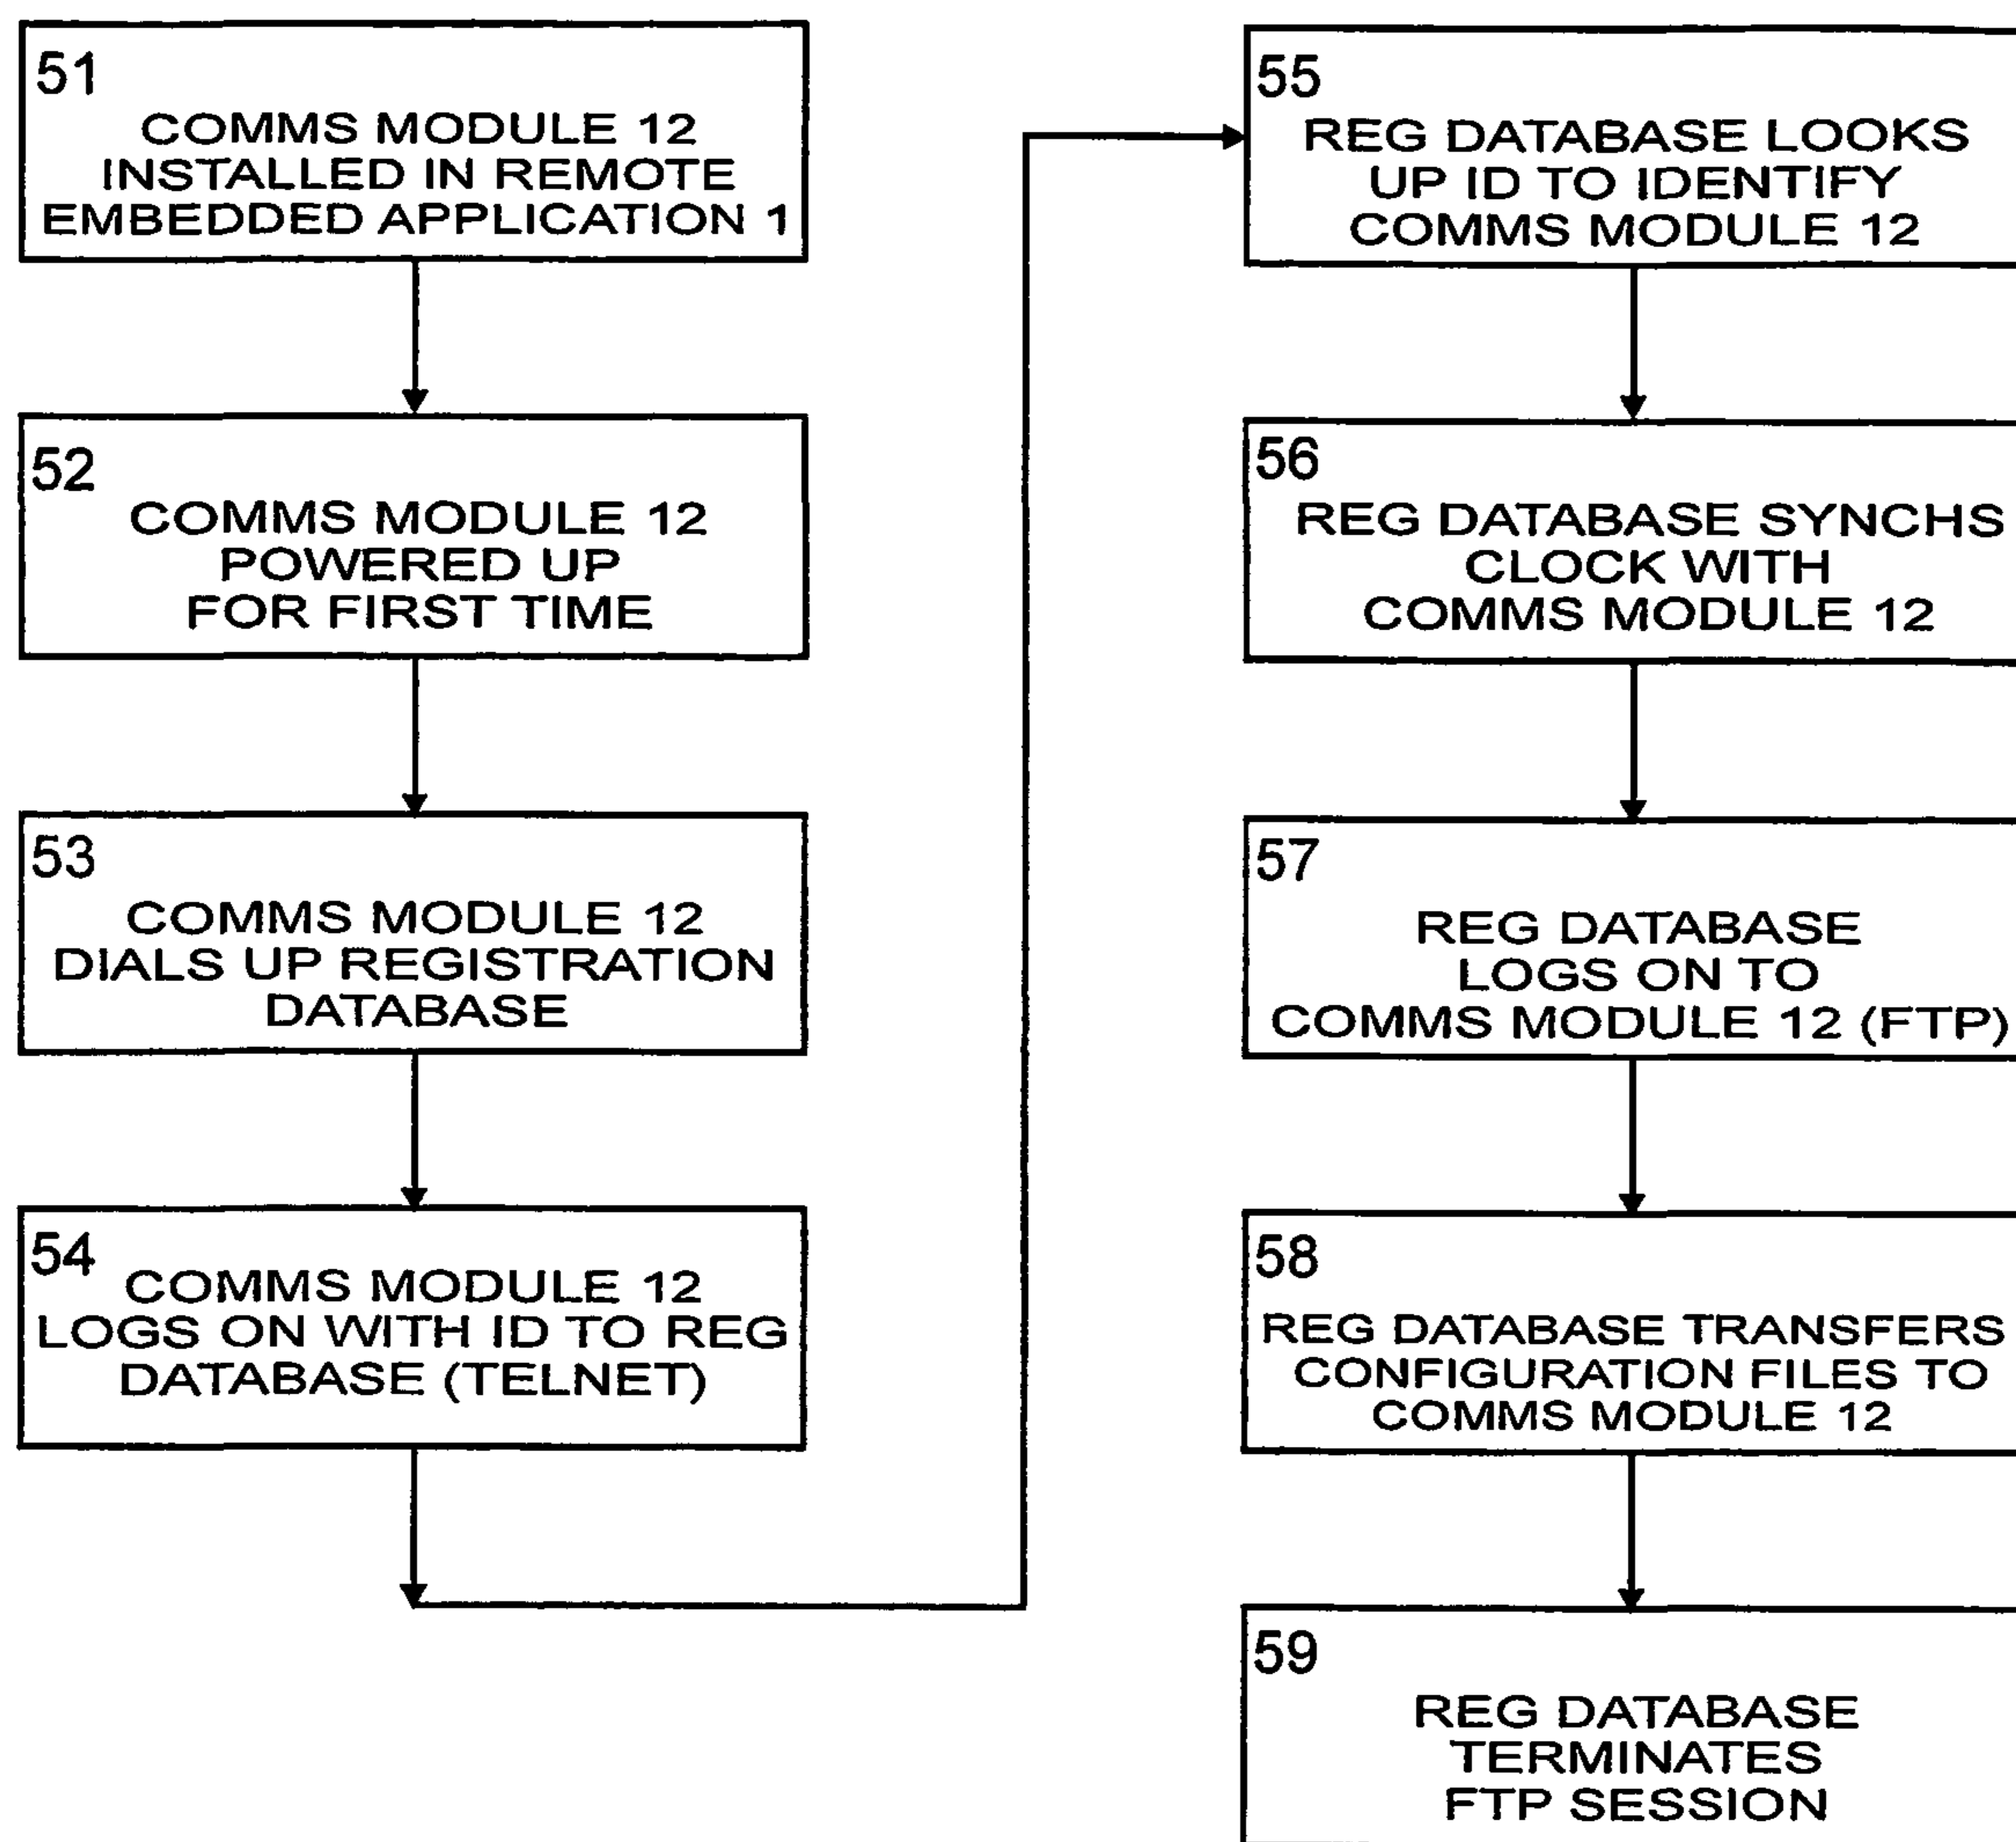 51
COMMS MODULE 12
INSTALLED IN REMOTE
EMBEDDED APPLICATION 1
52
COMMS MODULE 12
POWERED UP
FOR FIRST TIME
53
COMMS MODULE 12
DIALS UP REGISTRATION
DATABASE
54
COMMS MODULE 12
LOGS ON WITH ID TO REG
DATABASE (TELNET)
55
REG DATABASE LOOKS
UP ID TO IDENTIFY
COMMS MODULE 12
56
REG DATABASE SYNCHS
CLOCK WITH
COMMS MODULE 12
57
REG DATABASE
LOGS ON TO
COMMS MODULE 12 (FTP)
58
REG DATABASE TRANSFERS
CONFIGURATION FILES TO
COMMS MODULE 12
59
REG DATABASE
TERMINATES
FTP SESSION